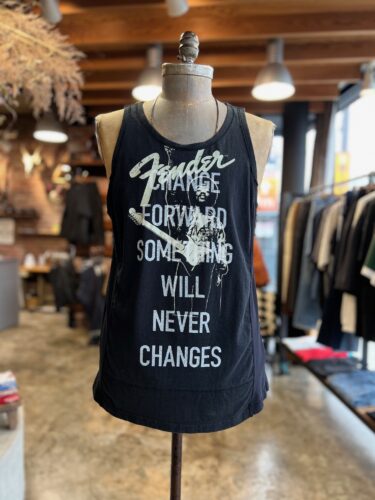 Fender
CHANGE
FORWARD
SOMETHING
WILL
NEVER
CHANGES